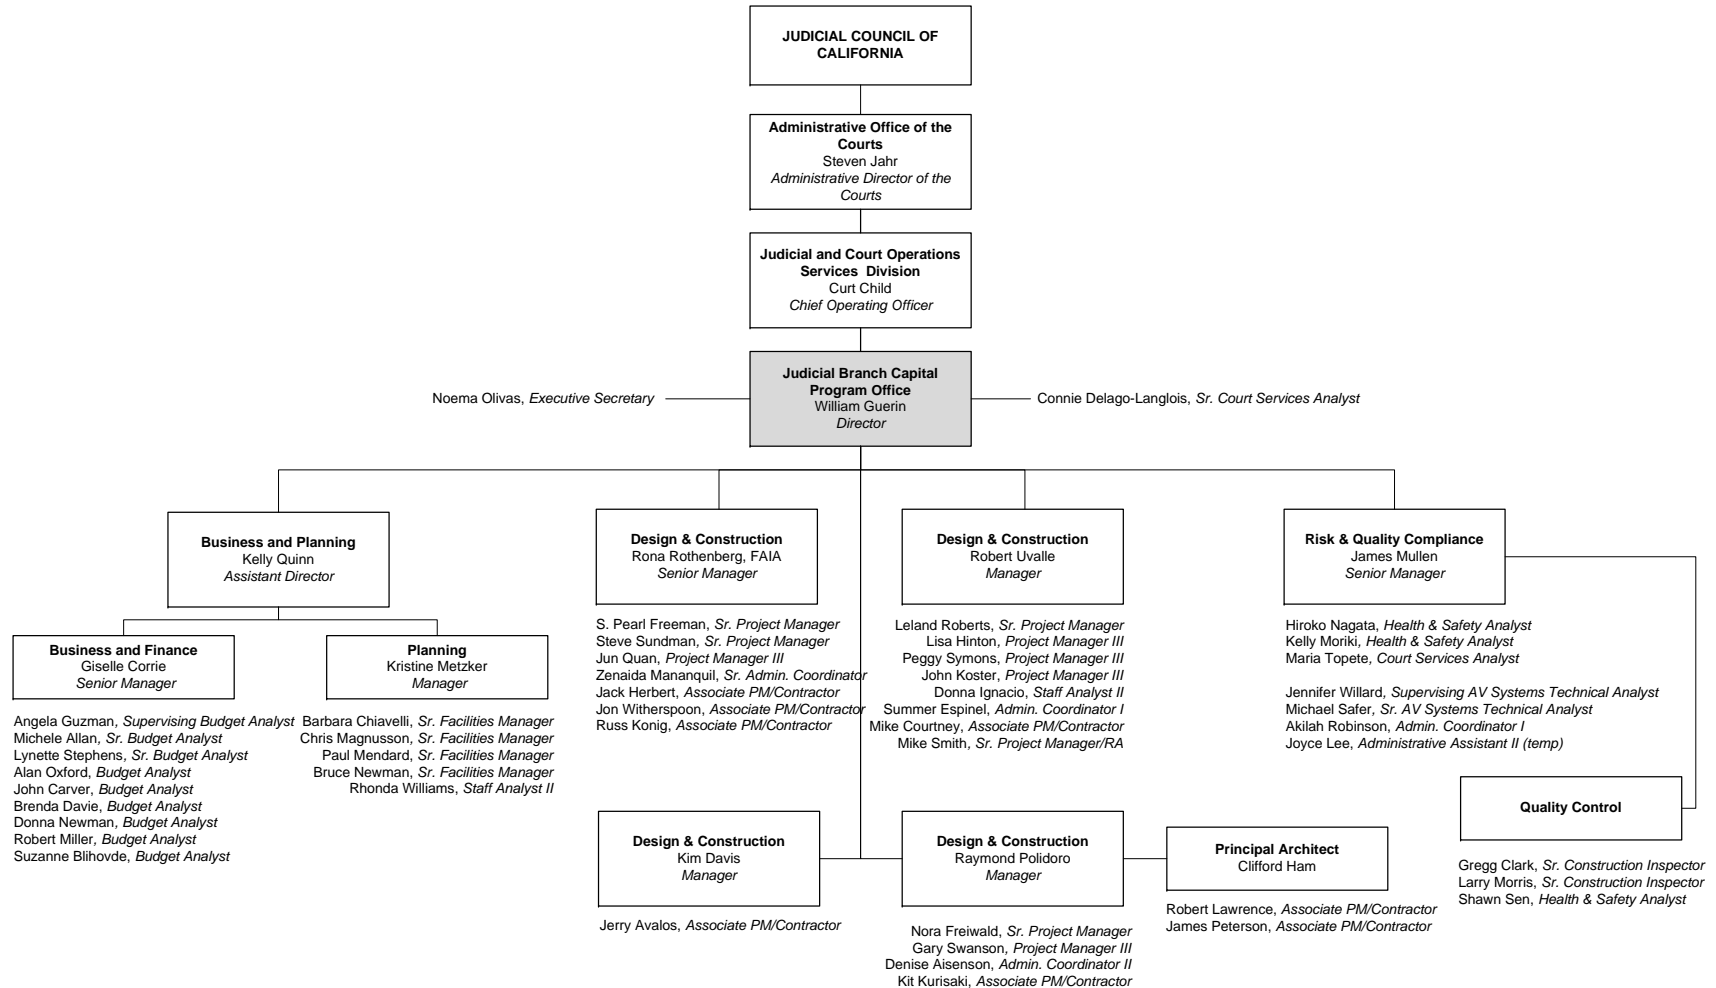 JUDICIAL COUNCIL OF
CALIFORNIA
Administrative Office of the
Courts
Steven Jahr
Administrative Director of the
Courts
Judicial and Court Operations
Services Division
Curt Child
Chief Operating Officer
Judicial Branch Capital
Program Office
William Guerin
Director
Noema Olivas, Executive Secretary
Connie Delago-Langlois, Sr. Court Services Analyst
Business and Planning
Kelly Quinn
Assistant Director
Business and Finance
Giselle Corrie
Senior Manager
Angela Guzman, Supervising Budget Analyst
Michele Allan, Sr. Budget Analyst
Lynette Stephens, Sr. Budget Analyst
Alan Oxford, Budget Analyst
John Carver, Budget Analyst
Brenda Davie, Budget Analyst
Donna Newman, Budget Analyst
Robert Miller, Budget Analyst
Suzanne Blihovde, Budget Analyst
Planning
Kristine Metzker
Manager
Barbara Chiavelli, Sr. Facilities Manager
Chris Magnusson, Sr. Facilities Manager
Paul Mendard, Sr. Facilities Manager
Bruce Newman, Sr. Facilities Manager
Rhonda Williams, Staff Analyst II
Design & Construction
Rona Rothenberg, FAIA
Senior Manager
S. Pearl Freeman, Sr. Project Manager
Steve Sundman, Sr. Project Manager
Jun Quan, Project Manager III
Zenaida Mananquil, Sr. Admin. Coordinator
Jack Herbert, Associate PM/Contractor
Jon Witherspoon, Associate PM/Contractor
Russ Konig, Associate PM/Contractor
Design & Construction
Robert Uvalle
Manager
Leland Roberts, Sr. Project Manager
Lisa Hinton, Project Manager III
Peggy Symons, Project Manager III
John Koster, Project Manager III
Donna Ignacio, Staff Analyst II
Summer Espinel, Admin. Coordinator I
Mike Courtney, Associate PM/Contractor
Mike Smith, Sr. Project Manager/RA
Risk & Quality Compliance
James Mullen
Senior Manager
Hiroko Nagata, Health & Safety Analyst
Kelly Moriki, Health & Safety Analyst
Maria Topete, Court Services Analyst
Jennifer Willard, Supervising AV Systems Technical Analyst
Michael Safer, Sr. AV Systems Technical Analyst
Akilah Robinson, Admin. Coordinator I
Joyce Lee, Administrative Assistant II (temp)
Design & Construction
Kim Davis
Manager
Jerry Avalos, Associate PM/Contractor
Design & Construction
Raymond Polidoro
Manager
Nora Freiwald, Sr. Project Manager
Gary Swanson, Project Manager III
Denise Aisenson, Admin. Coordinator II
Kit Kurisaki, Associate PM/Contractor
Principal Architect
Clifford Ham
Robert Lawrence, Associate PM/Contractor
James Peterson, Associate PM/Contractor
Quality Control
Gregg Clark, Sr. Construction Inspector
Larry Morris, Sr. Construction Inspector
Shawn Sen, Health & Safety Analyst